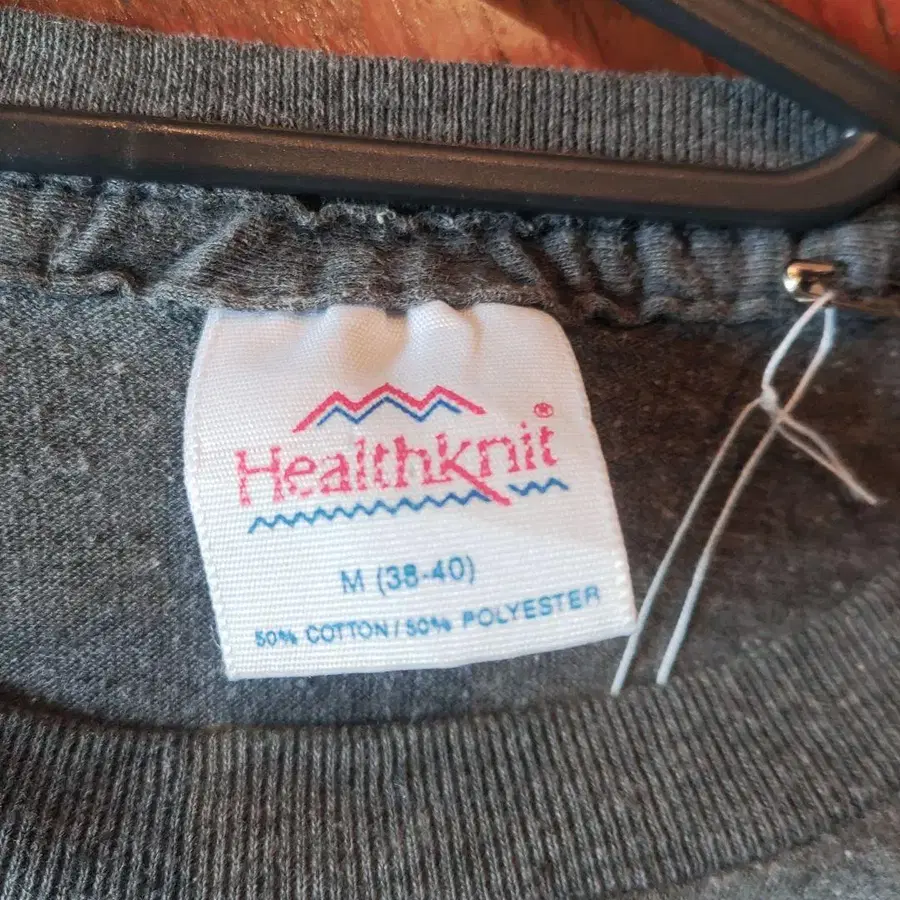 Healthknit®
M (38-40)
50% COTTON / 50% POLYESTER